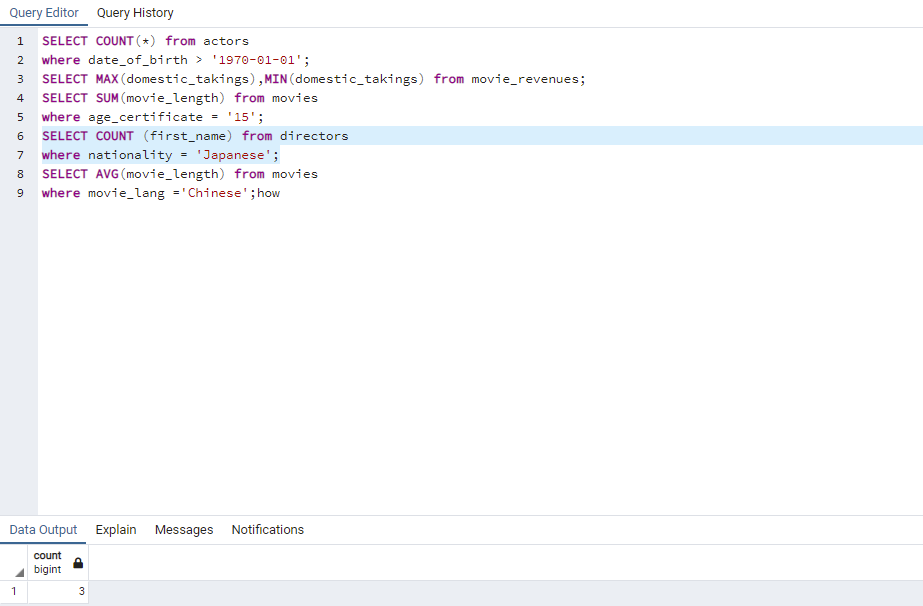 Query Editor Query History
1 SELECT COUNT(*) from actors
2 where date_of_birth > '1970-01-01';
3 SELECT MAX(domestic_takings),MIN(domestic_takings) from movie_revenues;
4 SELECT SUM(movie_length) from movies
5 where age_certificate = '15';
6 SELECT COUNT (first_name) from directors
7 where nationality = 'Japanese';
8 SELECT AVG(movie_length) from movies
9 where movie_lang ='Chinese';how
Data Output Explain Messages Notifications
count
bigint
1 3